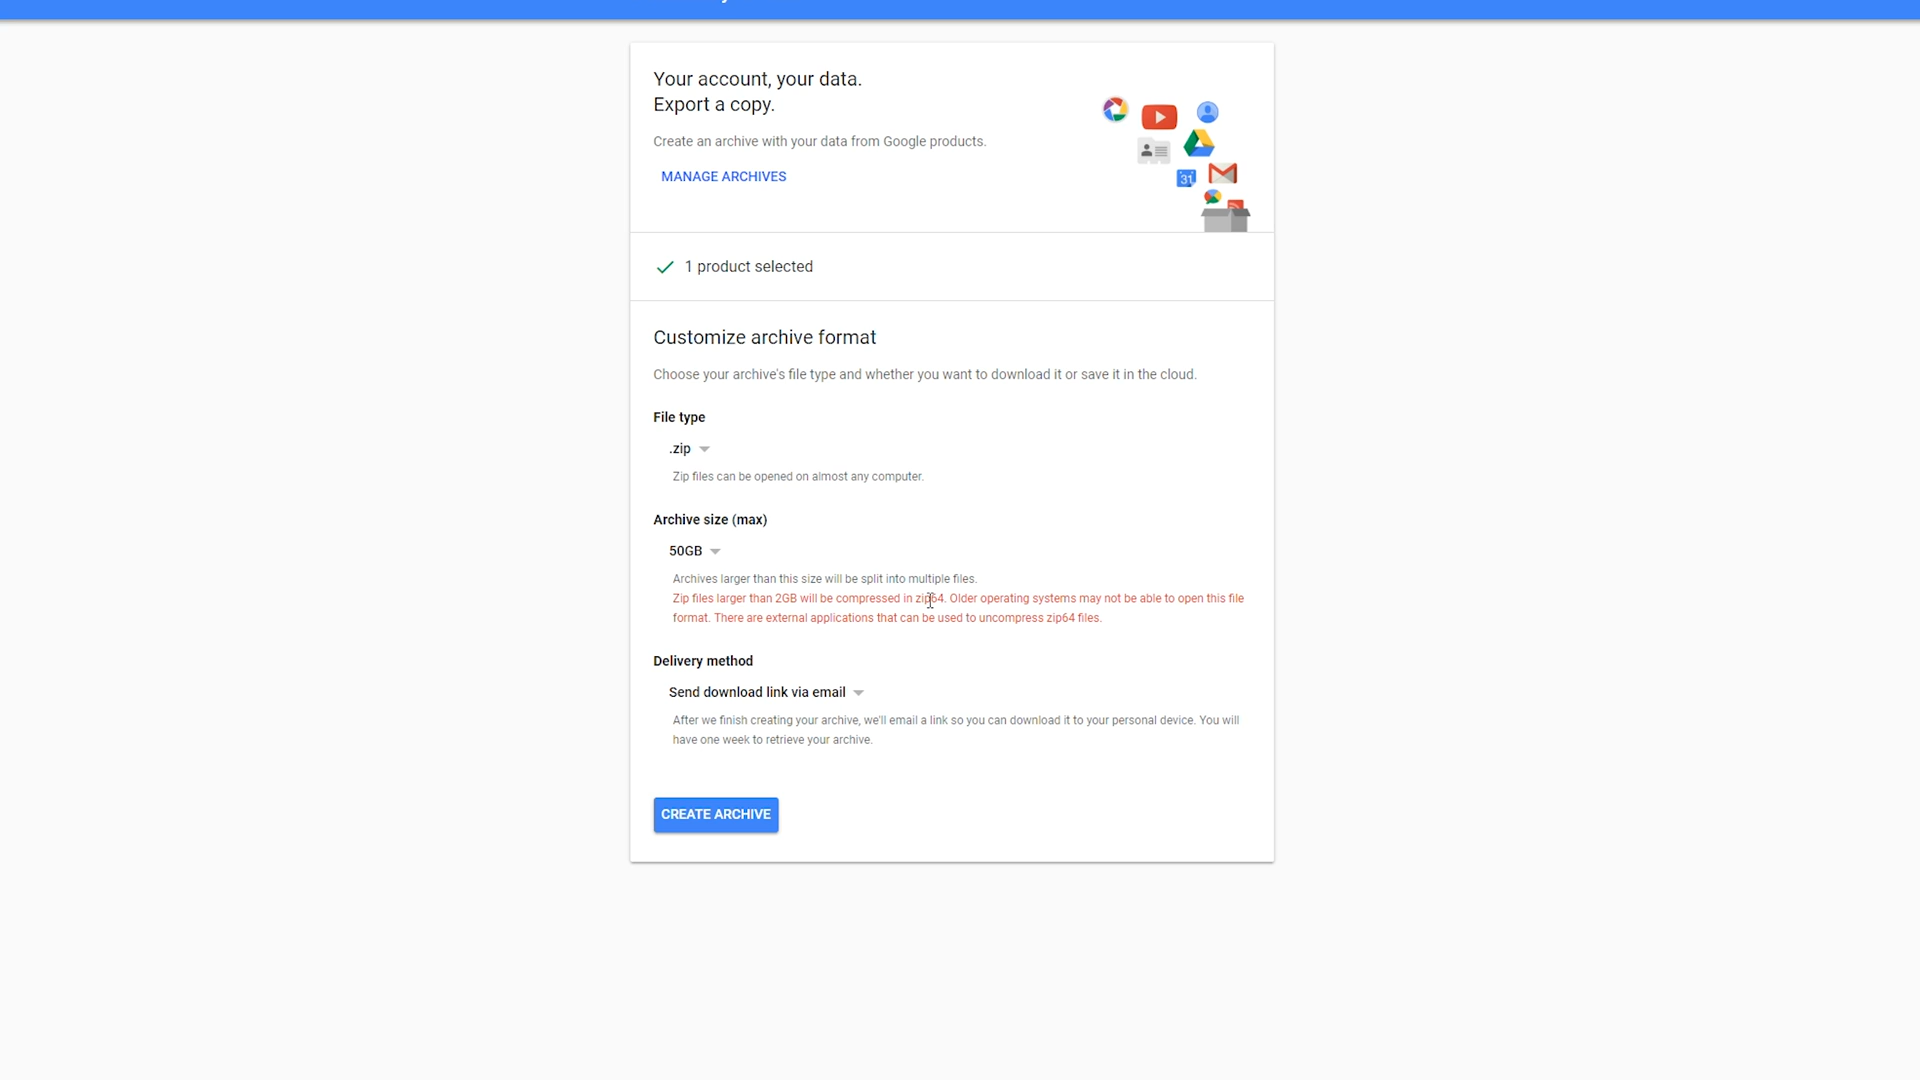 Your account, your data.
Export a copy.
Create an archive with your data from Google products.
MANAGE ARCHIVES
31
1 product selected
Customize archive format
Choose your archive's file type and whether you want to download it or save it in the cloud.
File type
.zip
Zip files can be opened on almost any computer.
Archive size (max)
50GB
Archives larger than this size will be split into multiple files.
Zip files larger than 2GB will be compressed in zip64. Older operating systems may not be able to open this file
format. There are external applications that can be used to uncompress zip64 files.
Delivery method
Send download link via email
After we finish creating your archive, we'll email a link so you can download it to your personal device. You will
have one week to retrieve your archive.
CREATE ARCHIVE